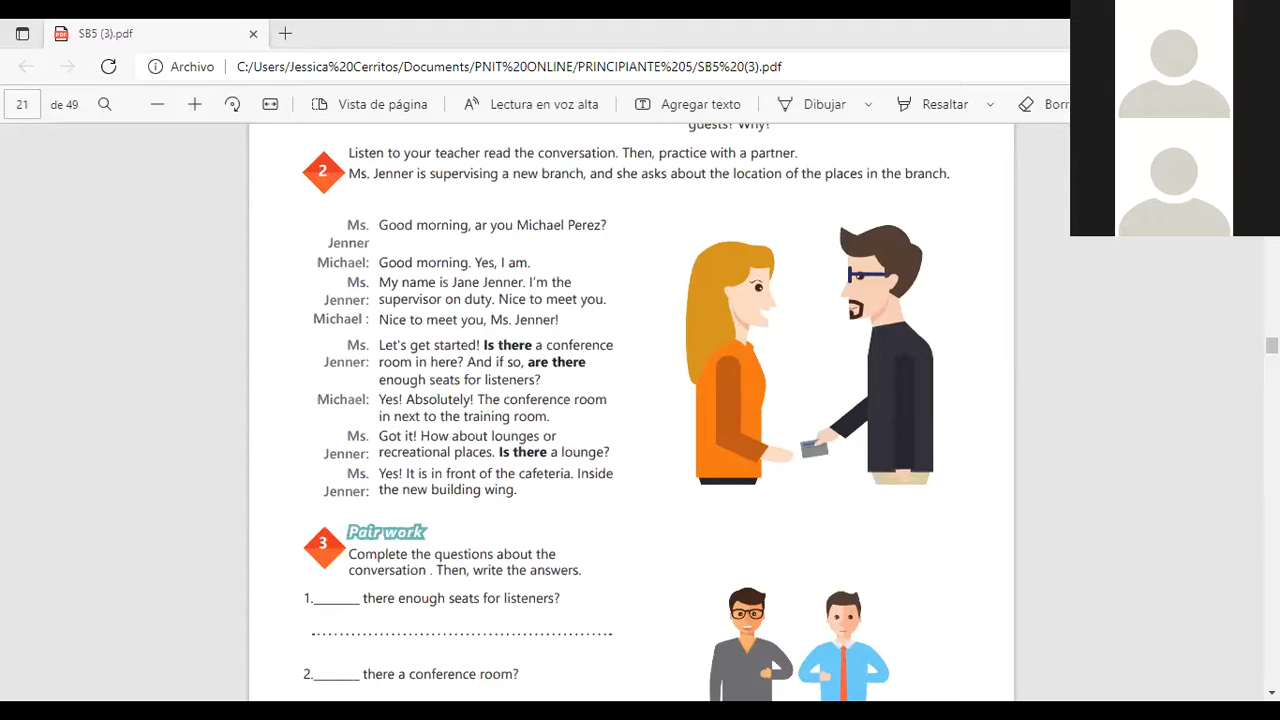 SB5 (3).pdf
Archivo
C:/Users/Jessica%20Cerritos/Documents/PNIT%20ONLINE/PRINCIPIANTE%205/SB5%20(3).pdf
21 de 49
Vista de página
Lectura en voz alta
Agregar texto
Dibujar
Resaltar
Borr
guests? Why?
2
Listen to your teacher read the conversation. Then, practice with a partner.
Ms. Jenner is supervising a new branch, and she asks about the location of the places in the branch.
Ms. Good morning, ar you Michael Perez?
Jenner
Michael: Good morning. Yes, I am.
Ms. My name is Jane Jenner. I'm the
Jenner: supervisor on duty. Nice to meet you.
Michael : Nice to meet you, Ms. Jenner!
Ms. Let's get started! Is there a conference
Jenner: room in here? And if so, are there
enough seats for listeners?
Michael: Yes! Absolutely! The conference room
in next to the training room.
Ms. Got it! How about lounges or
Jenner: recreational places. Is there a lounge?
Ms. Yes! It is in front of the cafeteria. Inside
Jenner: the new building wing.
3
Pair work
Complete the questions about the
conversation . Then, write the answers.
1.______ there enough seats for listeners?
2.______ there a conference room?